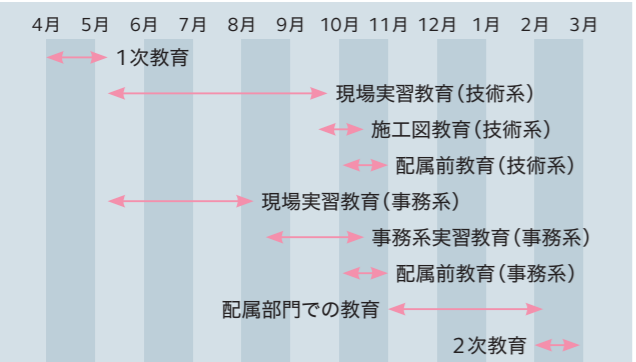 4月 5月 6月 7月 8月 9月 10月 11月 12月 1月 2月 3月
1次教育
現場実習教育(技術系)
施工図教育(技術系)
配属前教育(技術系)
現場実習教育(事務系)
事務系実習教育(事務系)
配属前教育(事務系)
配属部門での教育
2次教育